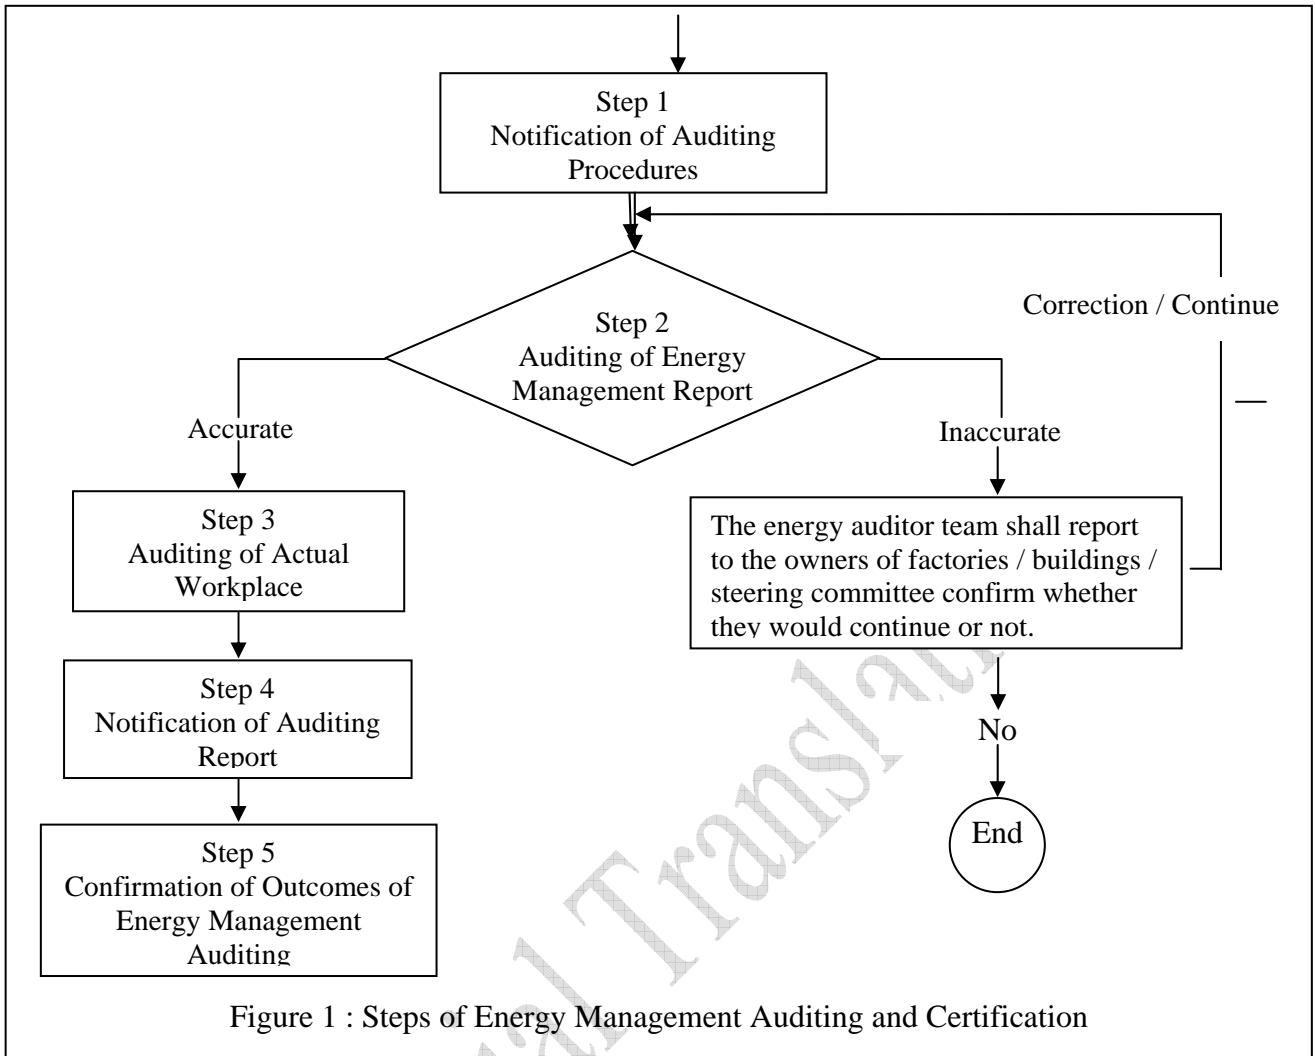 Step 1
Notification of Auditing
Procedures
Step 2
Auditing of Energy
Management Report
Correction / Continue
Accurate
Inaccurate
Step 3
Auditing of Actual
Workplace
The energy auditor team shall report
to the owners of factories / buildings /
steering committee confirm whether
they would continue or not.
Step 4
Notification of Auditing
Report
No
End
Step 5
Confirmation of Outcomes of
Energy Management
Auditing
Figure 1 : Steps of Energy Management Auditing and Certification